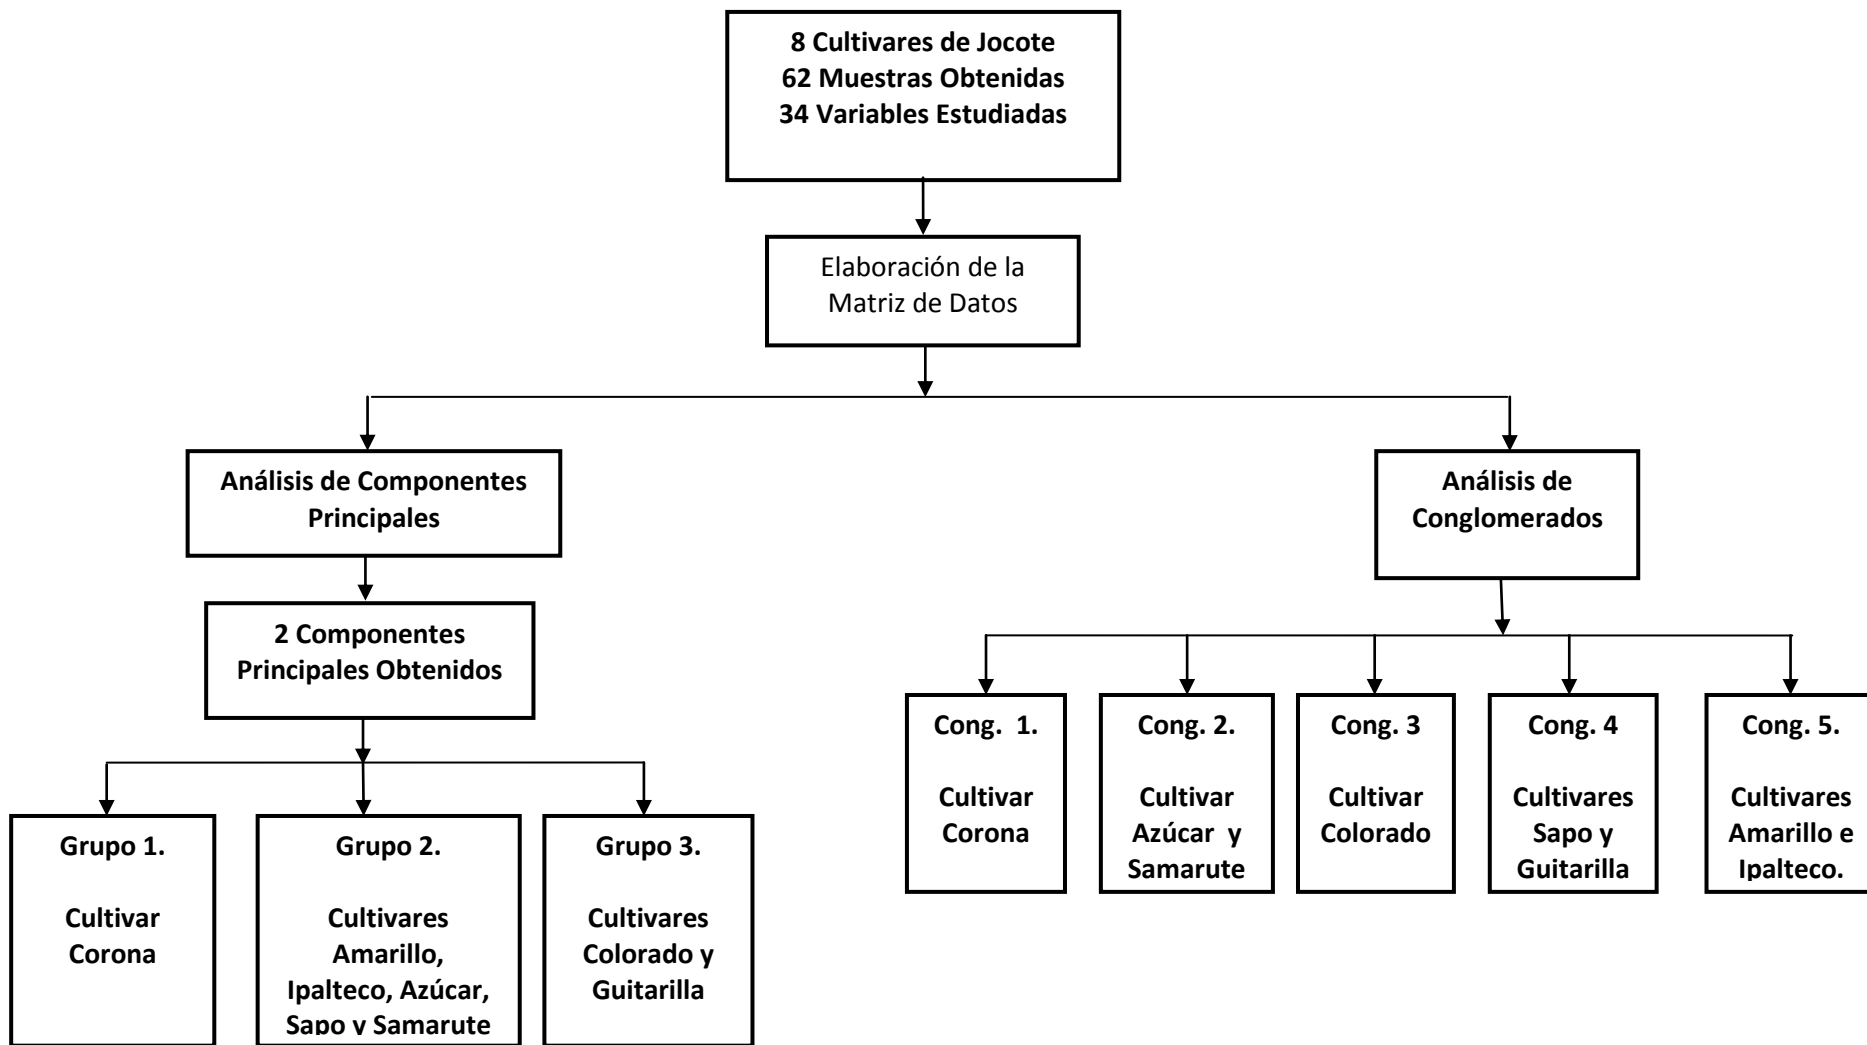 8 Cultivares de Jocote
62 Muestras Obtenidas
34 Variables Estudiadas
Elaboración de la
Matriz de Datos
Análisis de Componentes
Principales
Análisis de
Conglomerados
2 Componentes
Principales Obtenidos
Cong. 1.
Cultivar
Corona
Cong. 2.
Cultivar
Azúcar y
Samarute
Cong. 3
Cultivar
Colorado
Cong. 4
Cultivares
Sapo y
Guitarilla
Cong. 5.
Cultivares
Amarillo e
Ipalteco.
Grupo 1.
Cultivar
Corona
Grupo 2.
Cultivares
Amarillo,
Ipalteco, Azúcar,
Sapo y Samarute
Grupo 3.
Cultivares
Colorado y
Guitarilla